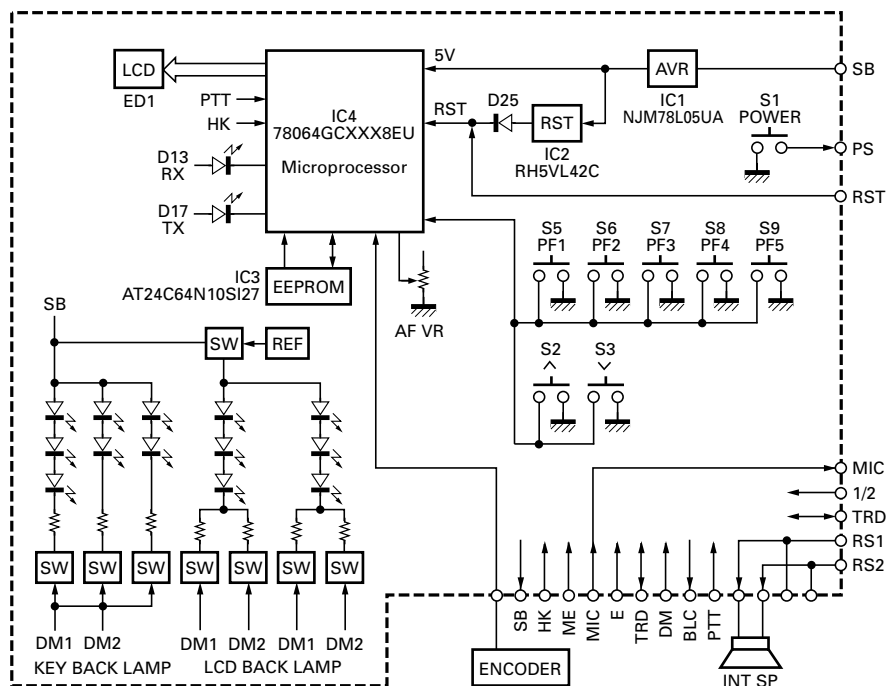 LCD
ED1
PTT
HK
D13
RX
D17
TX
IC4
78064GCXXX8EU
Microprocessor
5V
RST
D25
RST
IC2
RH5VL42C
AVR
IC1
NJM78L05UA
S1
POWER
SB
PS
RST
IC3
AT24C64N10SI27
EEPROM
AF VR
S5
PF1
S6
PF2
S7
PF3
S8
PF4
S9
PF5
S2
S3
SB
SW
REF
SW
SW
SW
SW
SW
SW
SW
DM1
DM2
KEY BACK LAMP
DM1
DM2
DM1
DM2
LCD BACK LAMP
MIC
1/2
TRD
RS1
RS2
SB
HK
ME
MIC
E
TRD
DM
BLC
PTT
ENCODER
INT SP